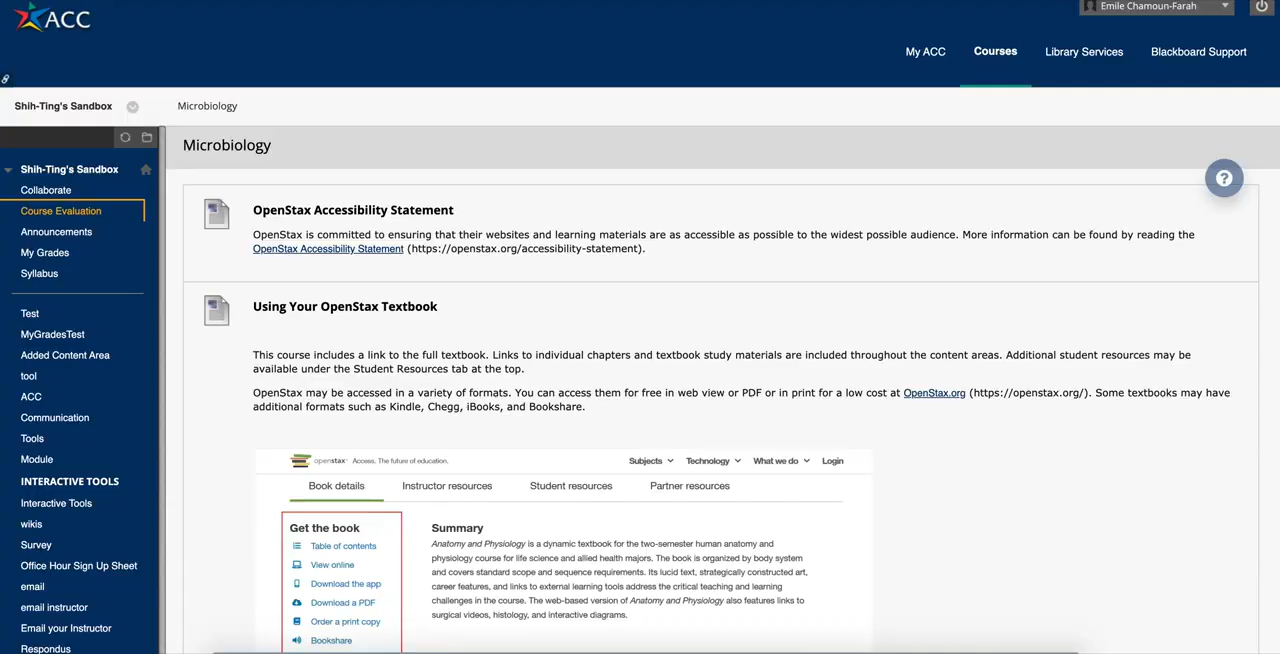 ACC
Emile Chamoun-Farah
My ACC
Courses
Library Services
Blackboard Support
Shih-Ting's Sandbox
Microbiology
Microbiology
Shih-Ting's Sandbox
Collaborate
Course Evaluation
Announcements
My Grades
Syllabus
Test
MyGradesTest
Added Content Area
tool
ACC
Communication
Tools
Module
INTERACTIVE TOOLS
Interactive Tools
wikis
Survey
Office Hour Sign Up Sheet
email
email instructor
Email your Instructor
Respondus
OpenStax Accessibility Statement
OpenStax is committed to ensuring that their websites and learning materials are as accessible as possible to the widest possible audience. More information can be found by reading the
OpenStax Accessibility Statement (https://openstax.org/accessibility-statement).
Using Your OpenStax Textbook
This course includes a link to the full textbook. Links to individual chapters and textbook study materials are included throughout the content areas. Additional student resources may be
available under the Student Resources tab at the top.
OpenStax may be accessed in a variety of formats. You can access them for free in web view or PDF or in print for a low cost at OpenStax.org (https://openstax.org/). Some textbooks may have
additional formats such as Kindle, Chegg, iBooks, and Bookshare.
openstax Access. The future of education.
Subjects
Technology
What we do
Login
Book details
Instructor resources
Student resources
Partner resources
Get the book
Table of contents
View online
Download the app
Download a PDF
Order a print copy
Bookshare
Summary
Anatomy and Physiology is a dynamic textbook for the two-semester human anatomy and
physiology course for life science and allied health majors. The book is organized by body system
and covers standard scope and sequence requirements. Its lucid text, strategically constructed art,
career features, and links to external learning tools address the critical teaching and learning
challenges in the course. The web-based version of Anatomy and Physiology also features links to
surgical videos, histology, and interactive diagrams.